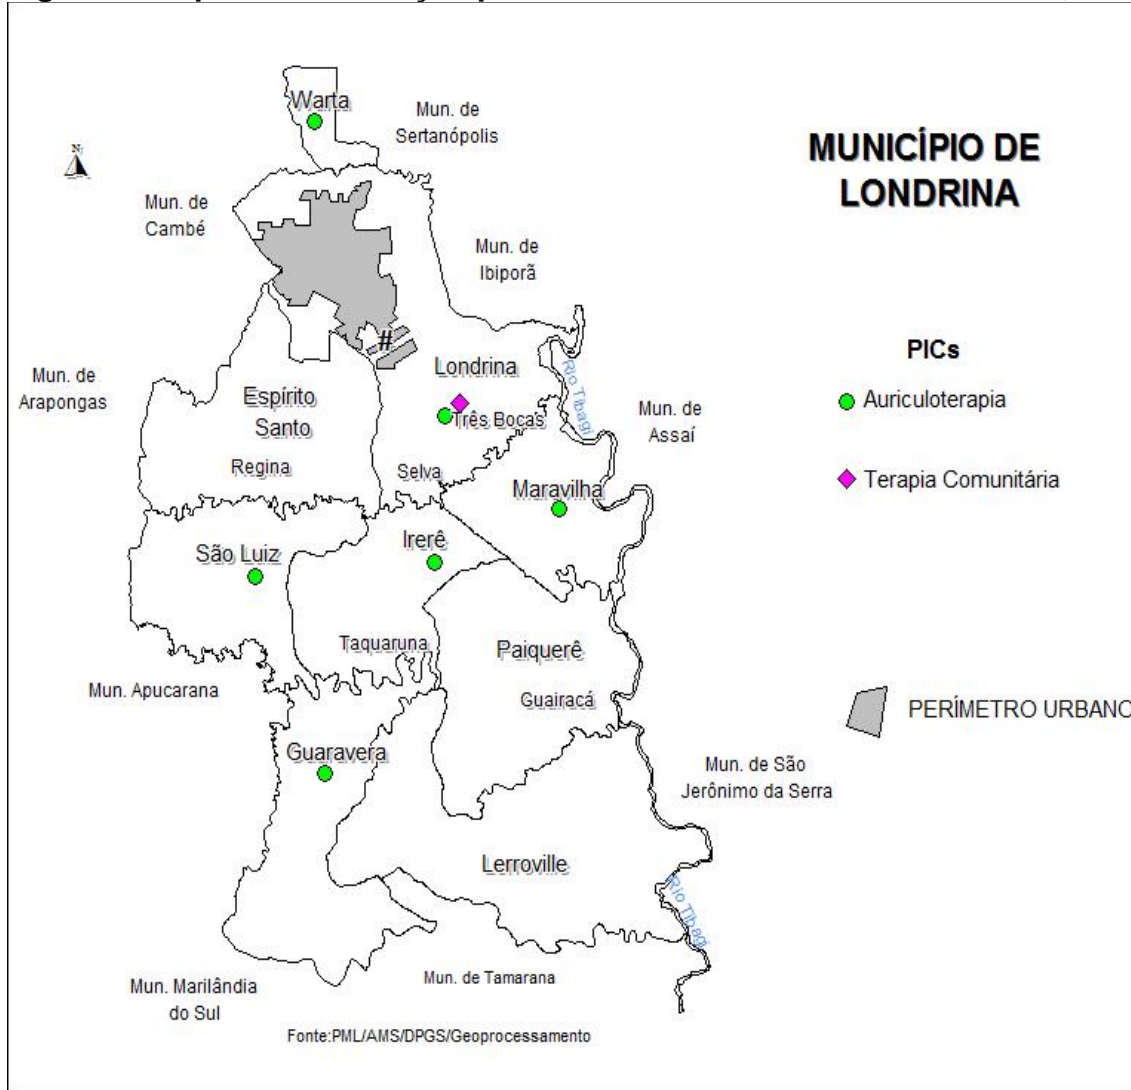 Warta
Mun. de
Sertanópolis
N
MUNICÍPIO DE
LONDRINA
Mun. de
Cambé
Mun. de
Ibiporã
#
PICs
Londrina
Rio Tibagi
Mun. de
Arapongas
Espírito
Santo
Auriculoterapia
Mun. de
Assaí
Três Bocas
Regina
Selva
Maravilha
Terapia Comunitária
Irerê
São Luiz
Taquaruna
Paiquerê
Mun. Apucarana
Guairacá
PERÍMETRO URBANO
Guaravera
Mun. de São
Jerônimo da Serra
Lerroville
Rio Tibagi
Mun. de Tamarana
Mun. Marilândia
do Sul
Fonte:PML/AMS/DPGS/Geoprocessamento